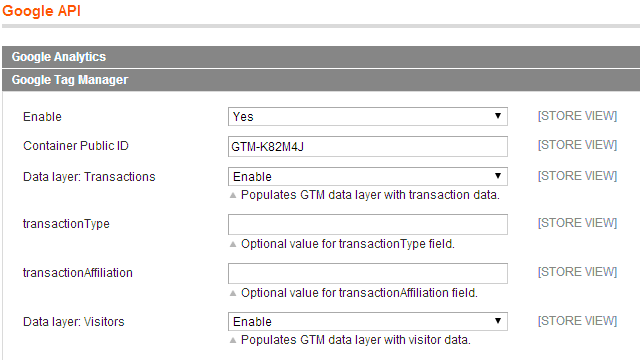 Google API
Google Analytics
Google Tag Manager
Enable Yes [STORE VIEW]
Container Public ID GTM-K82M4J [STORE VIEW]
Data layer: Transactions Enable [STORE VIEW]
Populates GTM data layer with transaction data.
transactionType [STORE VIEW]
Optional value for transactionType field.
transactionAffiliation [STORE VIEW]
Optional value for transactionAffiliation field.
Data layer: Visitors Enable [STORE VIEW]
Populates GTM data layer with visitor data.